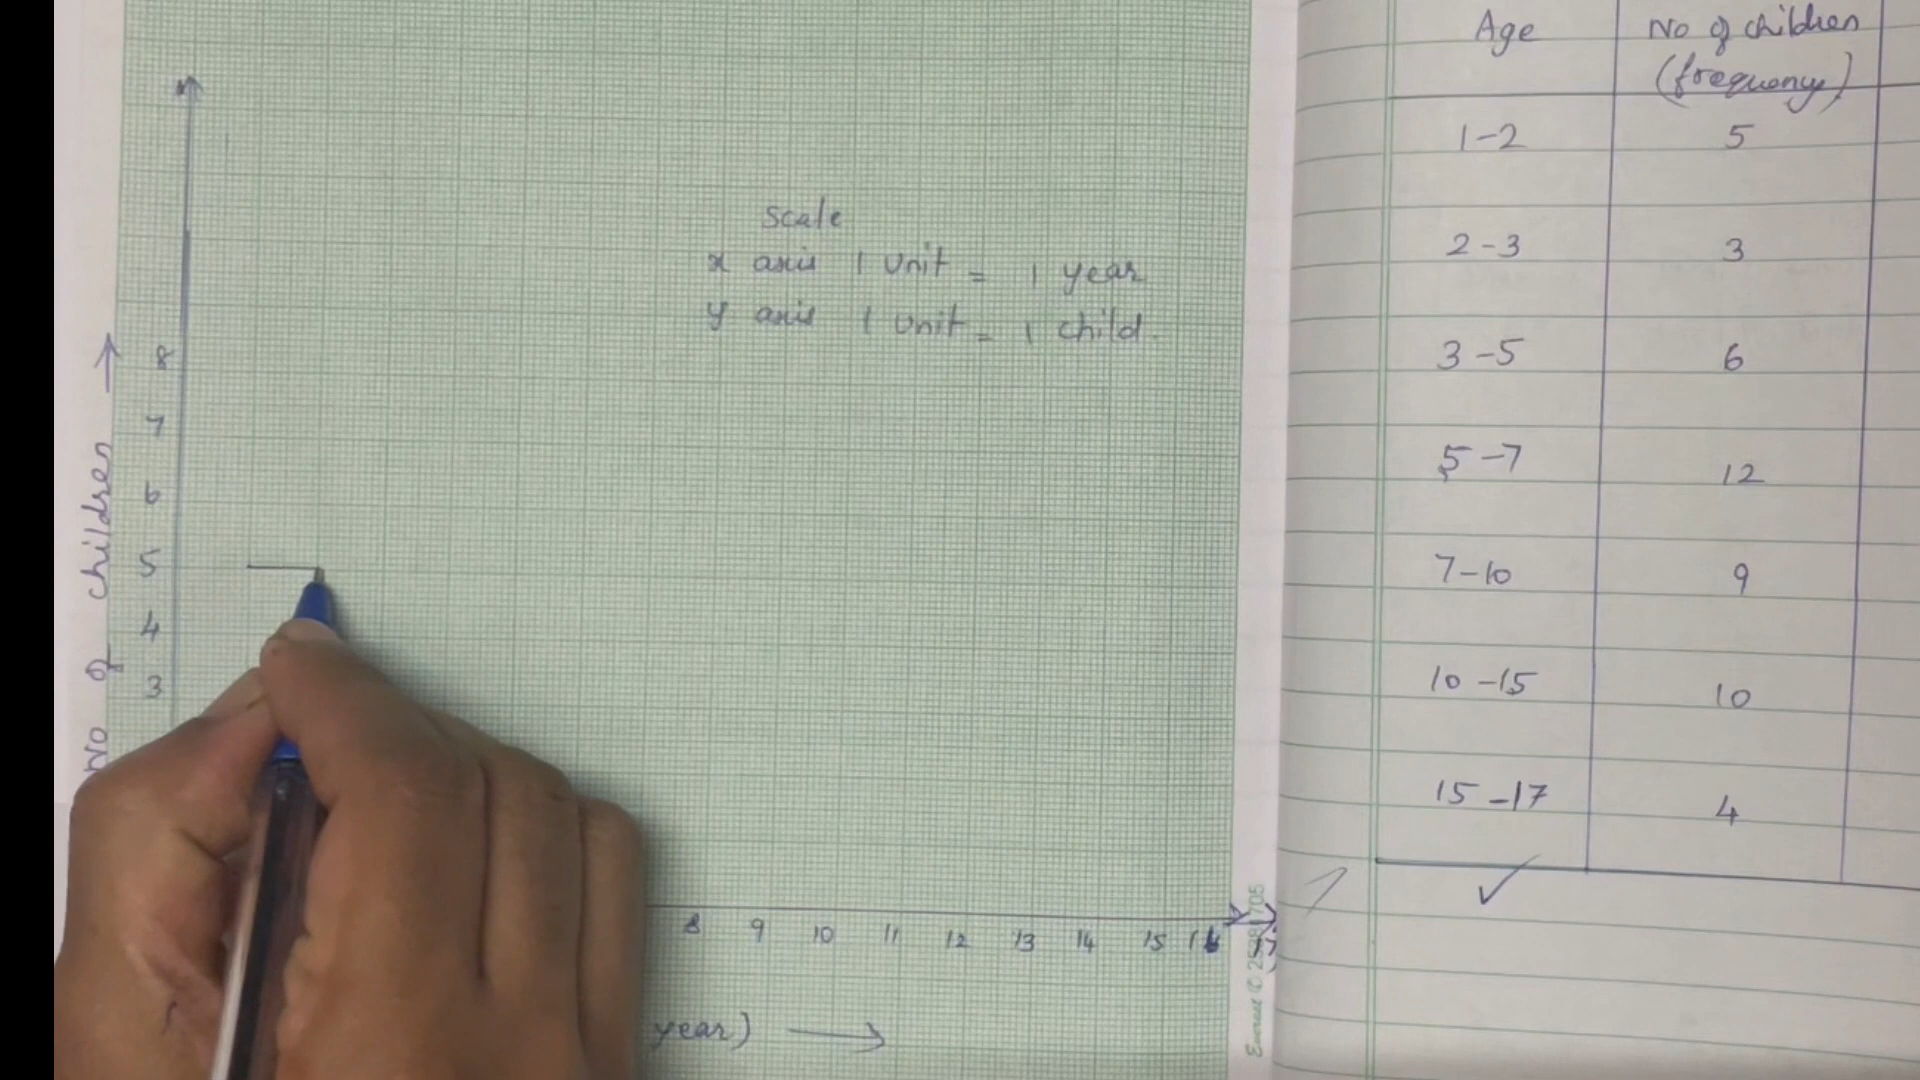 scale
x axis 1 unit = 1 year
y axis 1 unit = 1 child.
No of children
8
7
6
5
4
3
8 9 10 11 12 13 14 15 16
year)
Age No of children
(frequency)
1-2 5
2-3 3
3-5 6
5-7 12
7-10 9
10-15 10
15-17 4